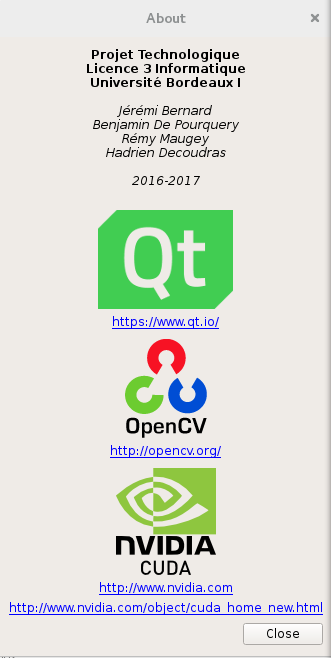 About
Projet Technologique
Licence 3 Informatique
Université Bordeaux I
Jérémi Bernard
Benjamin De Pourquery
Rémy Maugey
Hadrien Decoudras
2016-2017
Qt
https://www.qt.io/
OpenCV
http://opencv.org/
NVIDIA
CUDA
http://www.nvidia.com
http://www.nvidia.com/object/cuda_home_new.html
Close